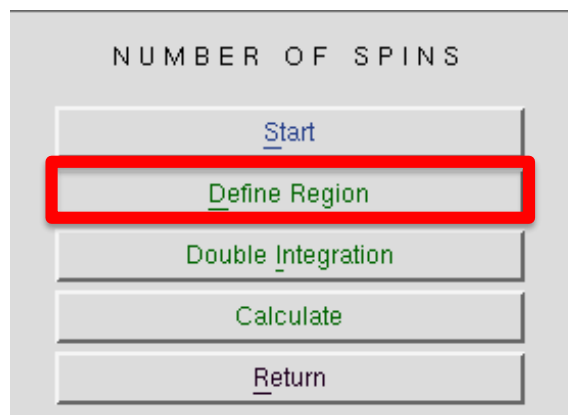 NUMBER OF SPINS
Start
Define Region
Double Integration
Calculate
Return